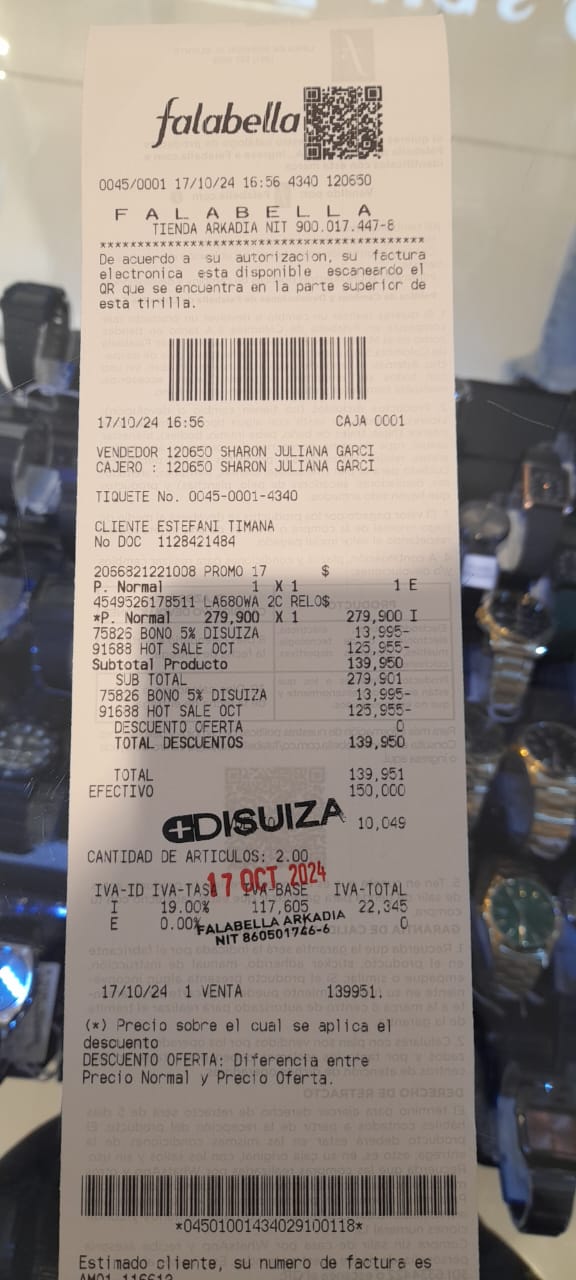 falabella
0045/0001 17/10/24 16:56 4340 120650
F A L A B E L L A
TIENDA ARKADIA NIT 900.017.447-8
****************************************
De acuerdo a su autorizacion, su factura
electronica esta disponible escaneando el
QR que se encuentra en la parte superior de
esta tirilla.
17/10/24 16:56 CAJA 0001
VENDEDOR 120650 SHARON JULIANA GARCI
CAJERO : 120650 SHARON JULIANA GARCI
TIQUETE No. 0045-0001-4340
CLIENTE ESTEFANI TIMANA
No DOC 1128421484
2066821221008 PROMO 17 $
P. Normal 1 X 1 1 E
4549526178511 LA680WA 2C RELO$
*P. Normal 279,900 X 1 279,900 I
75826 BONO 5% DISUIZA 13,995-
91688 HOT SALE OCT 125,955-
Subtotal Producto 139,950
SUB TOTAL 279,901
75826 BONO 5% DISUIZA 13,995-
91688 HOT SALE OCT 125,955-
DESCUENTO OFERTA 0
TOTAL DESCUENTOS 139,950
TOTAL 139,951
EFECTIVO 150,000
DISUIZA 10,049
CANTIDAD DE ARTICULOS: 2.00
17 OCT 2024
IVA-ID IVA-TASA IVA-BASE IVA-TOTAL
I 19.00% 117,605 22,345
E 0.00% 0
FALABELLA ARKADIA
NIT 860501746-6
17/10/24 1 VENTA 139951.
(*) Precio sobre el cual se aplica el
descuento
DESCUENTO OFERTA: Diferencia entre
Precio Normal y Precio Oferta.
*04501001434029100118*
Estimado cliente, su numero de factura es